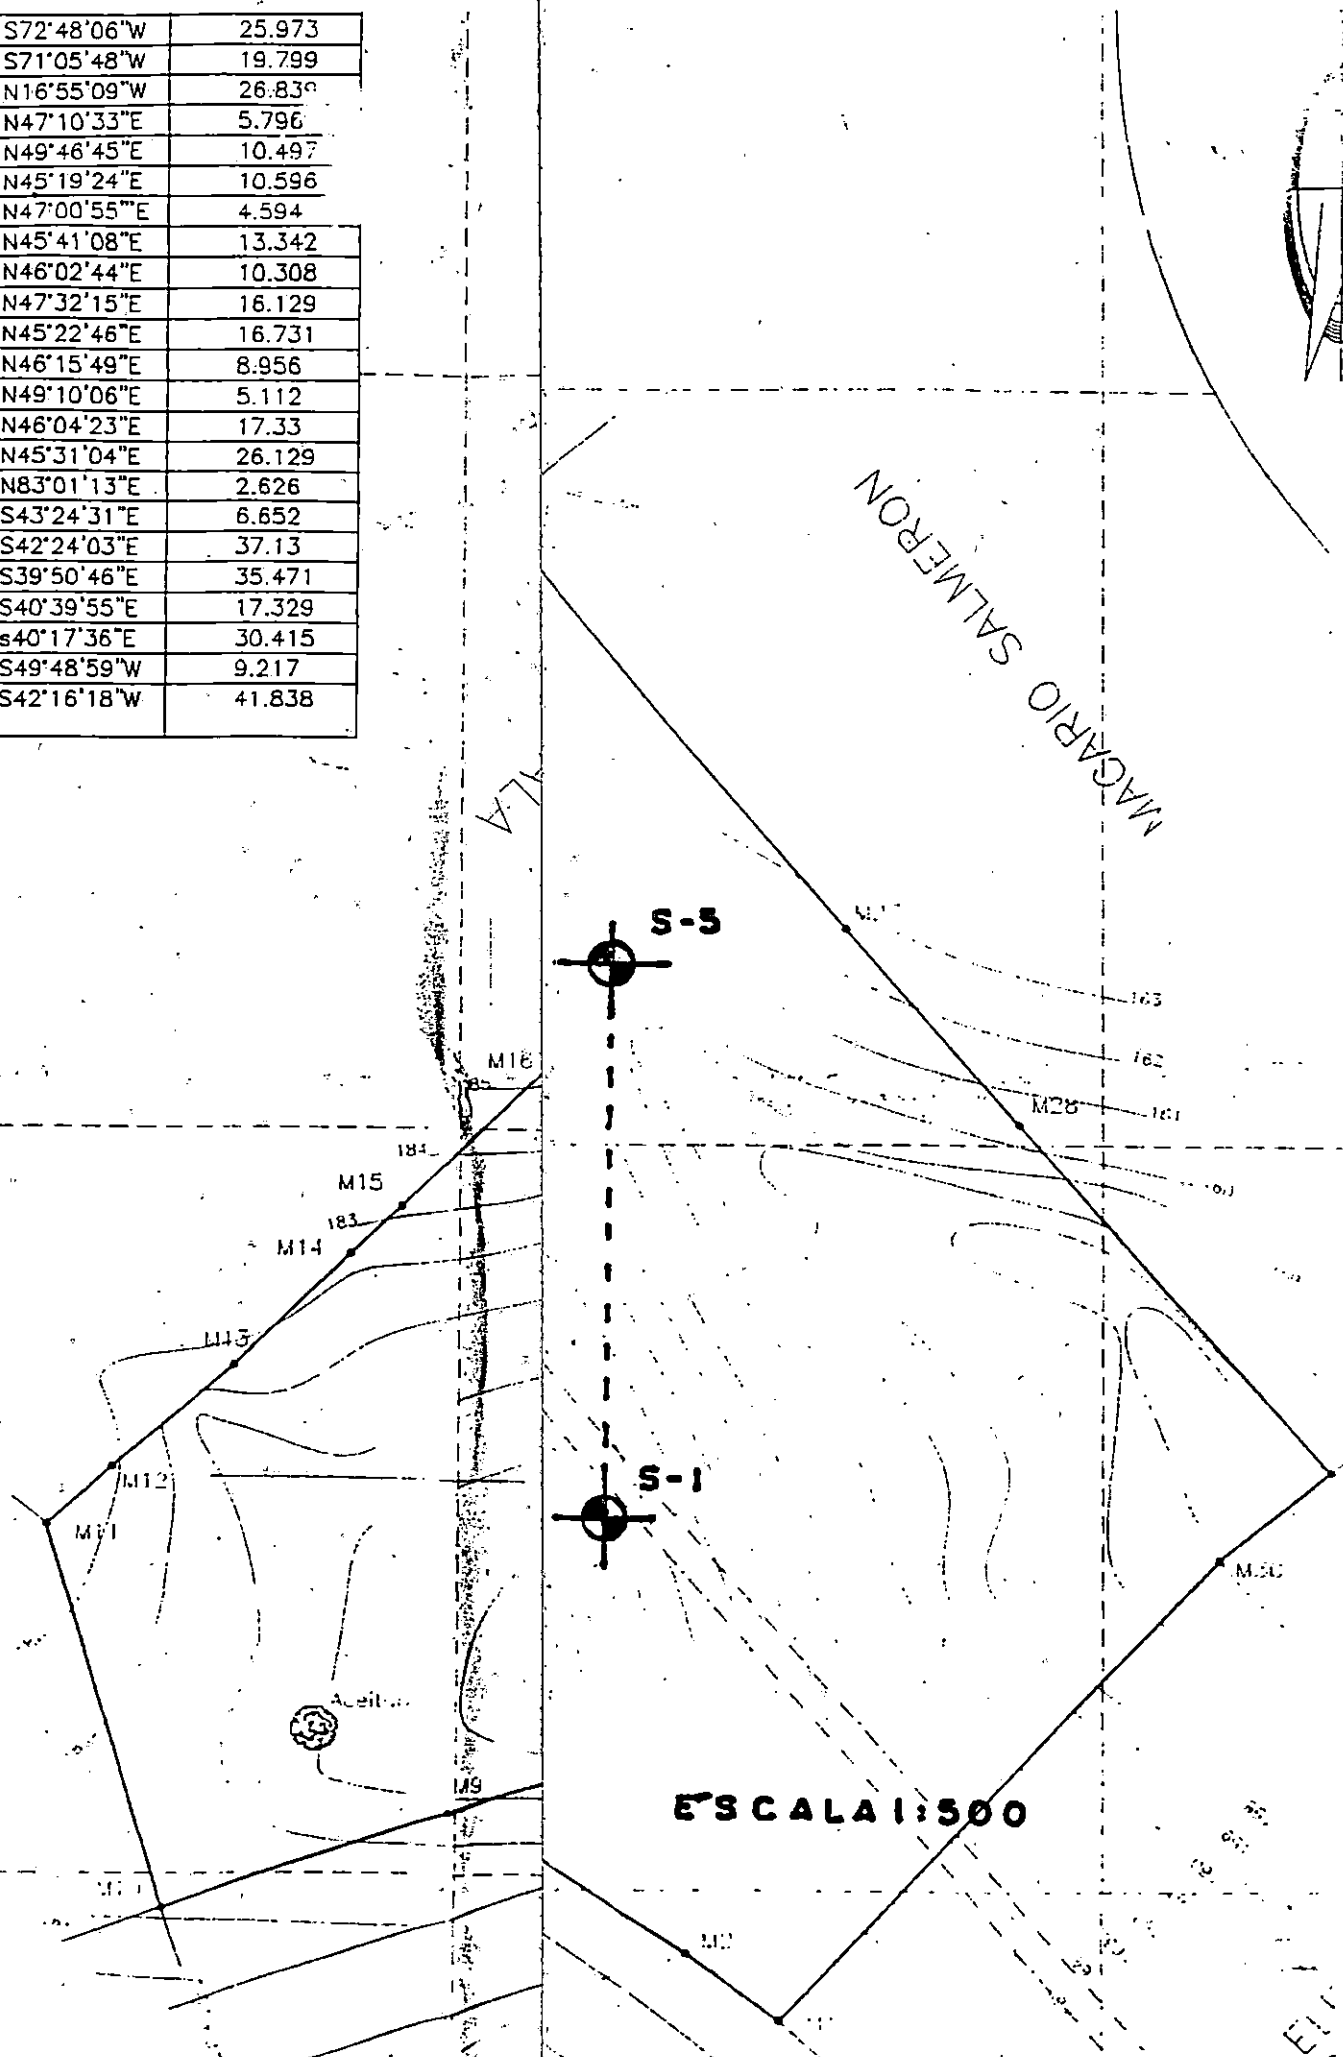 S72°48'06"W 25.973
S71°05'48"W 19.799
N16°55'09"W 26.839
N47°10'33"E 5.796
N49°46'45"E 10.497
N45°19'24"E 10.596
N47°00'55"'E 4.594
N45°41'08"E 13.342
N46°02'44"E 10.308
N47°32'15"E 16.129
N45°22'46"E 16.731
N46°15'49"E 8.956
N49°10'06"E 5.112
N46°04'23"E 17.33
N45°31'04"E 26.129
N83°01'13"E 2.626
S43°24'31"E 6.652
S42°24'03"E 37.13
S39°50'46"E 35.471
S40°39'55"E 17.329
s40°17'36"E 30.415
S49°48'59"W 9.217
S42°16'18"W 41.838
MACARIO SALMERON
S-5
163
162
M16
M28
161
184
M15
183
M14
M13
S-1
M12
M11
M30
M9
ESCALA 1:500
M2